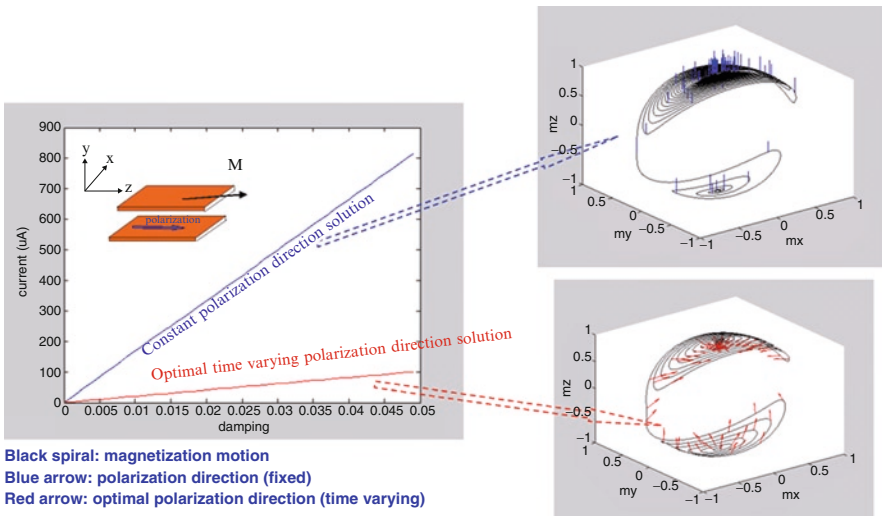 900
800
700
600
500
400
300
200
100
0
current (uA)
0 0.005 0.01 0.015 0.02 0.025 0.03 0.035 0.04 0.045 0.05
damping
y
x
z
M
polarization
Constant polarization direction solution
Optimal time varying polarization direction solution
1
0.5
0
−0.5
−1
mz
1
0.5
0
−0.5
−1
my
−1
−0.5
0
0.5
1
mx
1
0.5
0
−0.5
−1
mz
0.5
0
−0.5
−1
my
−1
−0.5
0
0.5
1
mx
Black spiral: magnetization motion
Blue arrow: polarization direction (fixed)
Red arrow: optimal polarization direction (time varying)